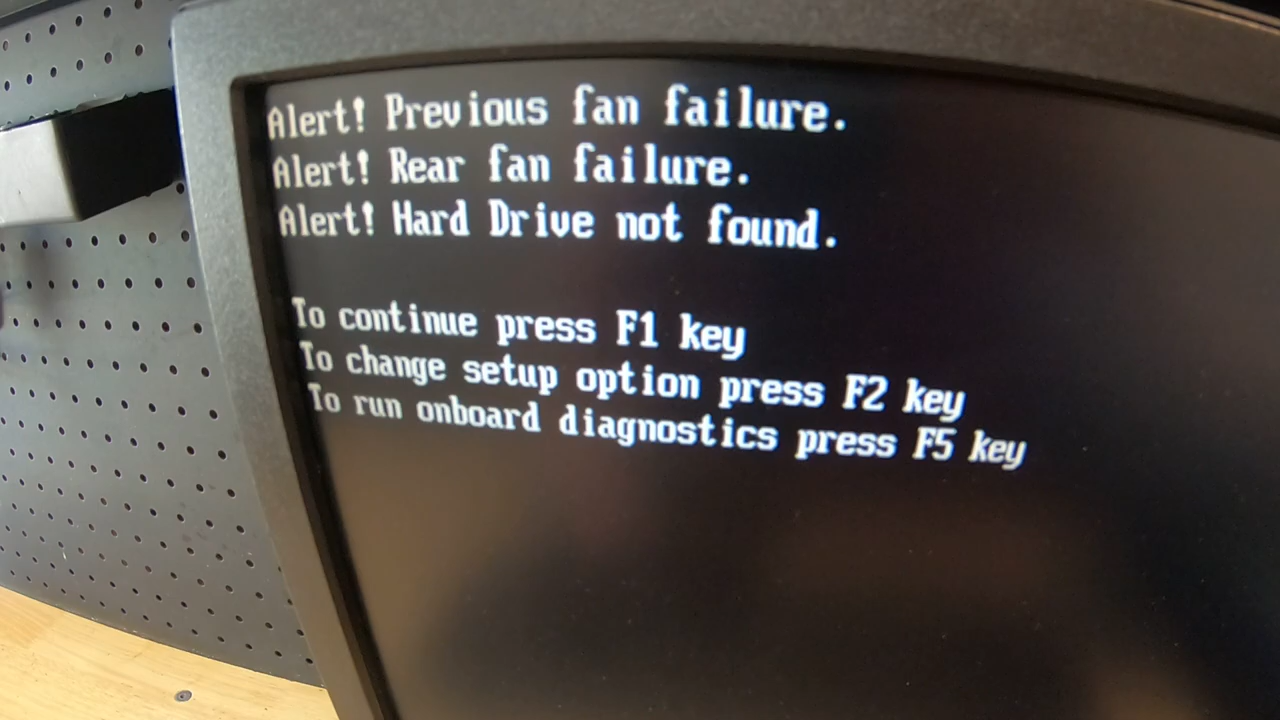 Alert! Previous fan failure.
Alert! Rear fan failure.
Alert! Hard Drive not found.
To continue press F1 key
To change setup option press F2 key
To run onboard diagnostics press F5 key